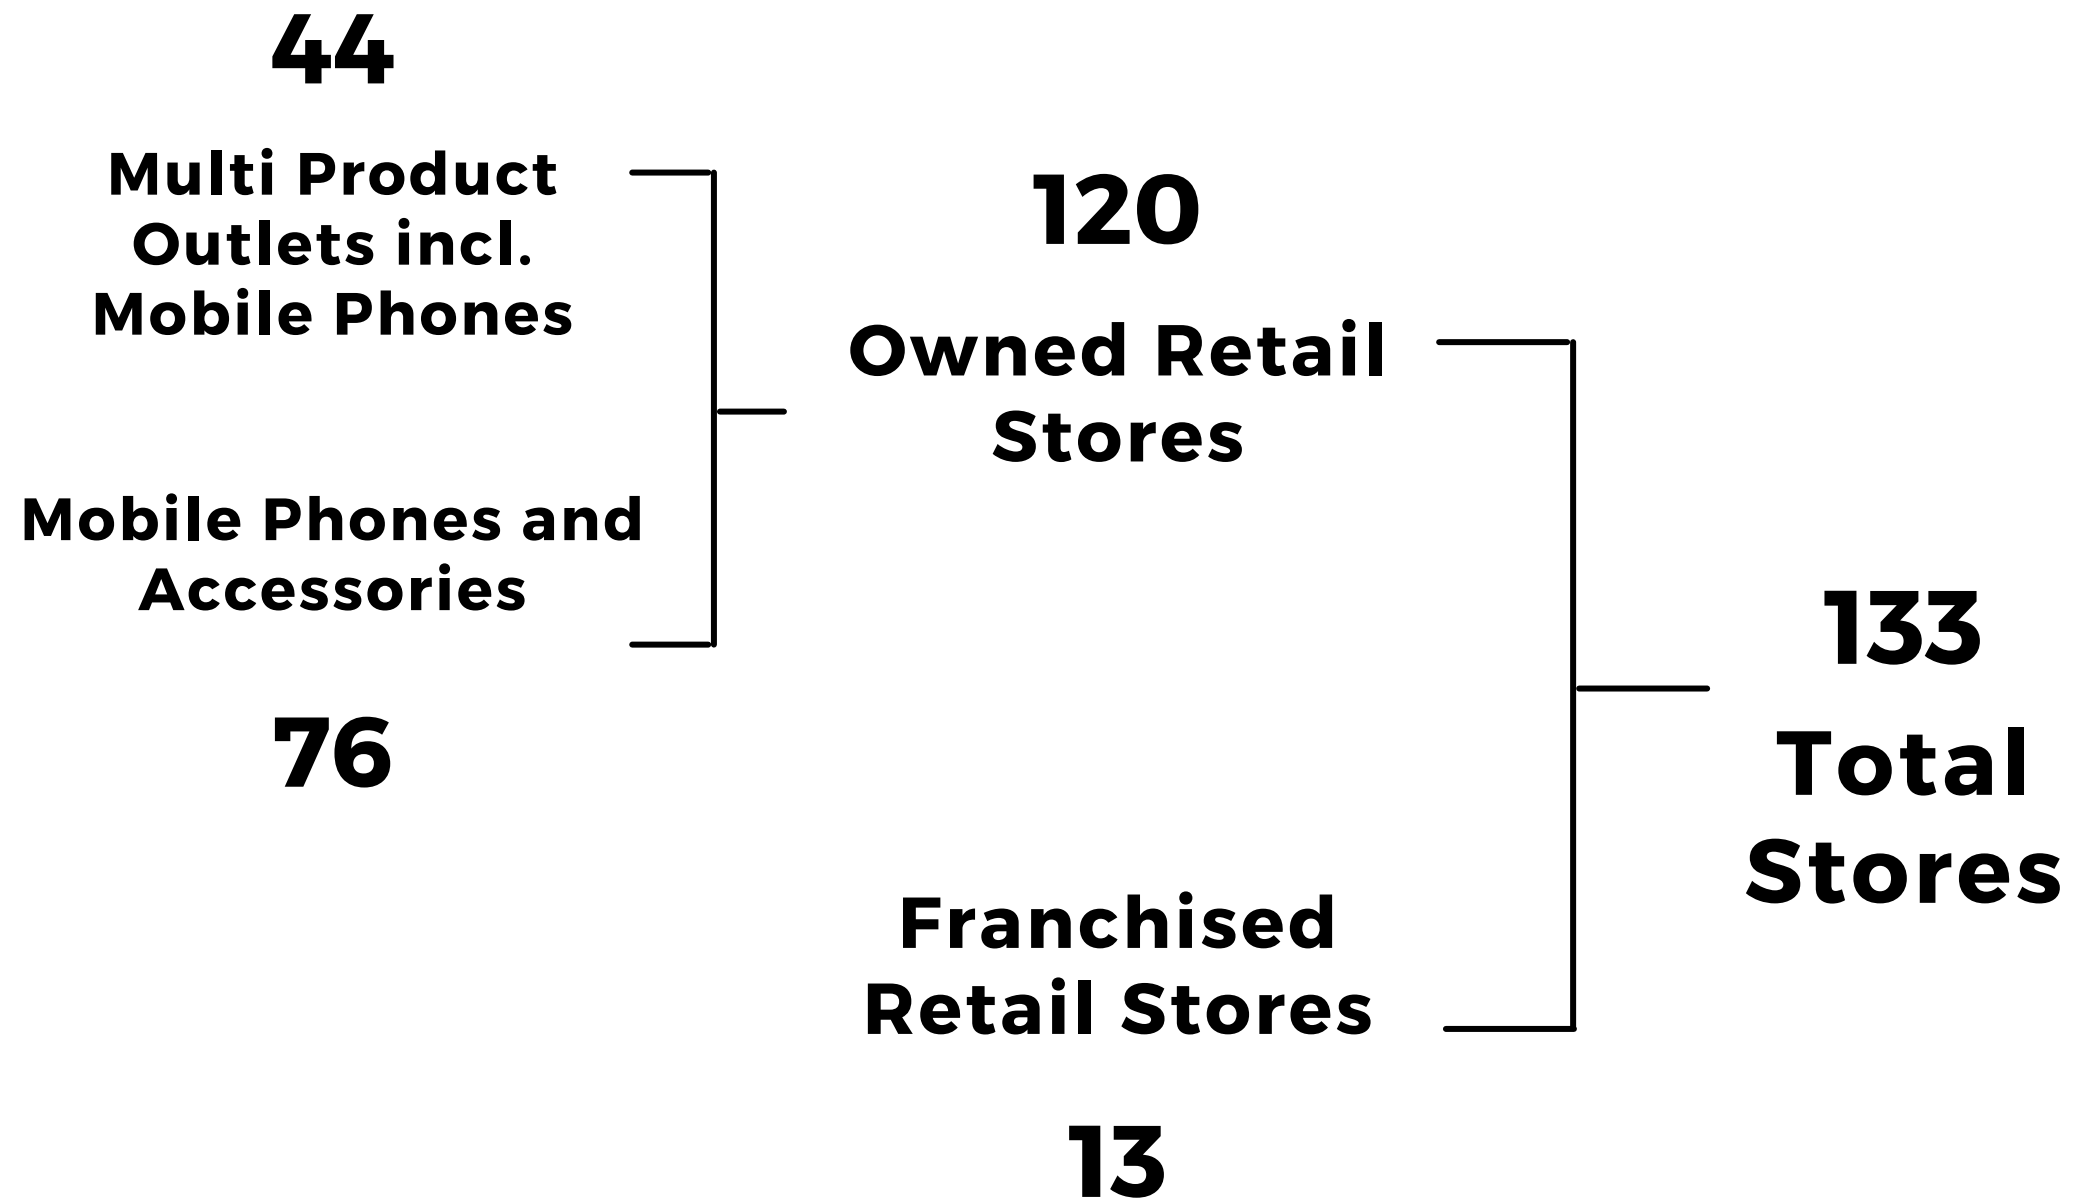 44
Multi Product
Outlets incl.
Mobile Phones
Mobile Phones and
Accessories
76
120
Owned Retail
Stores
Franchised
Retail Stores
13
133
Total
Stores